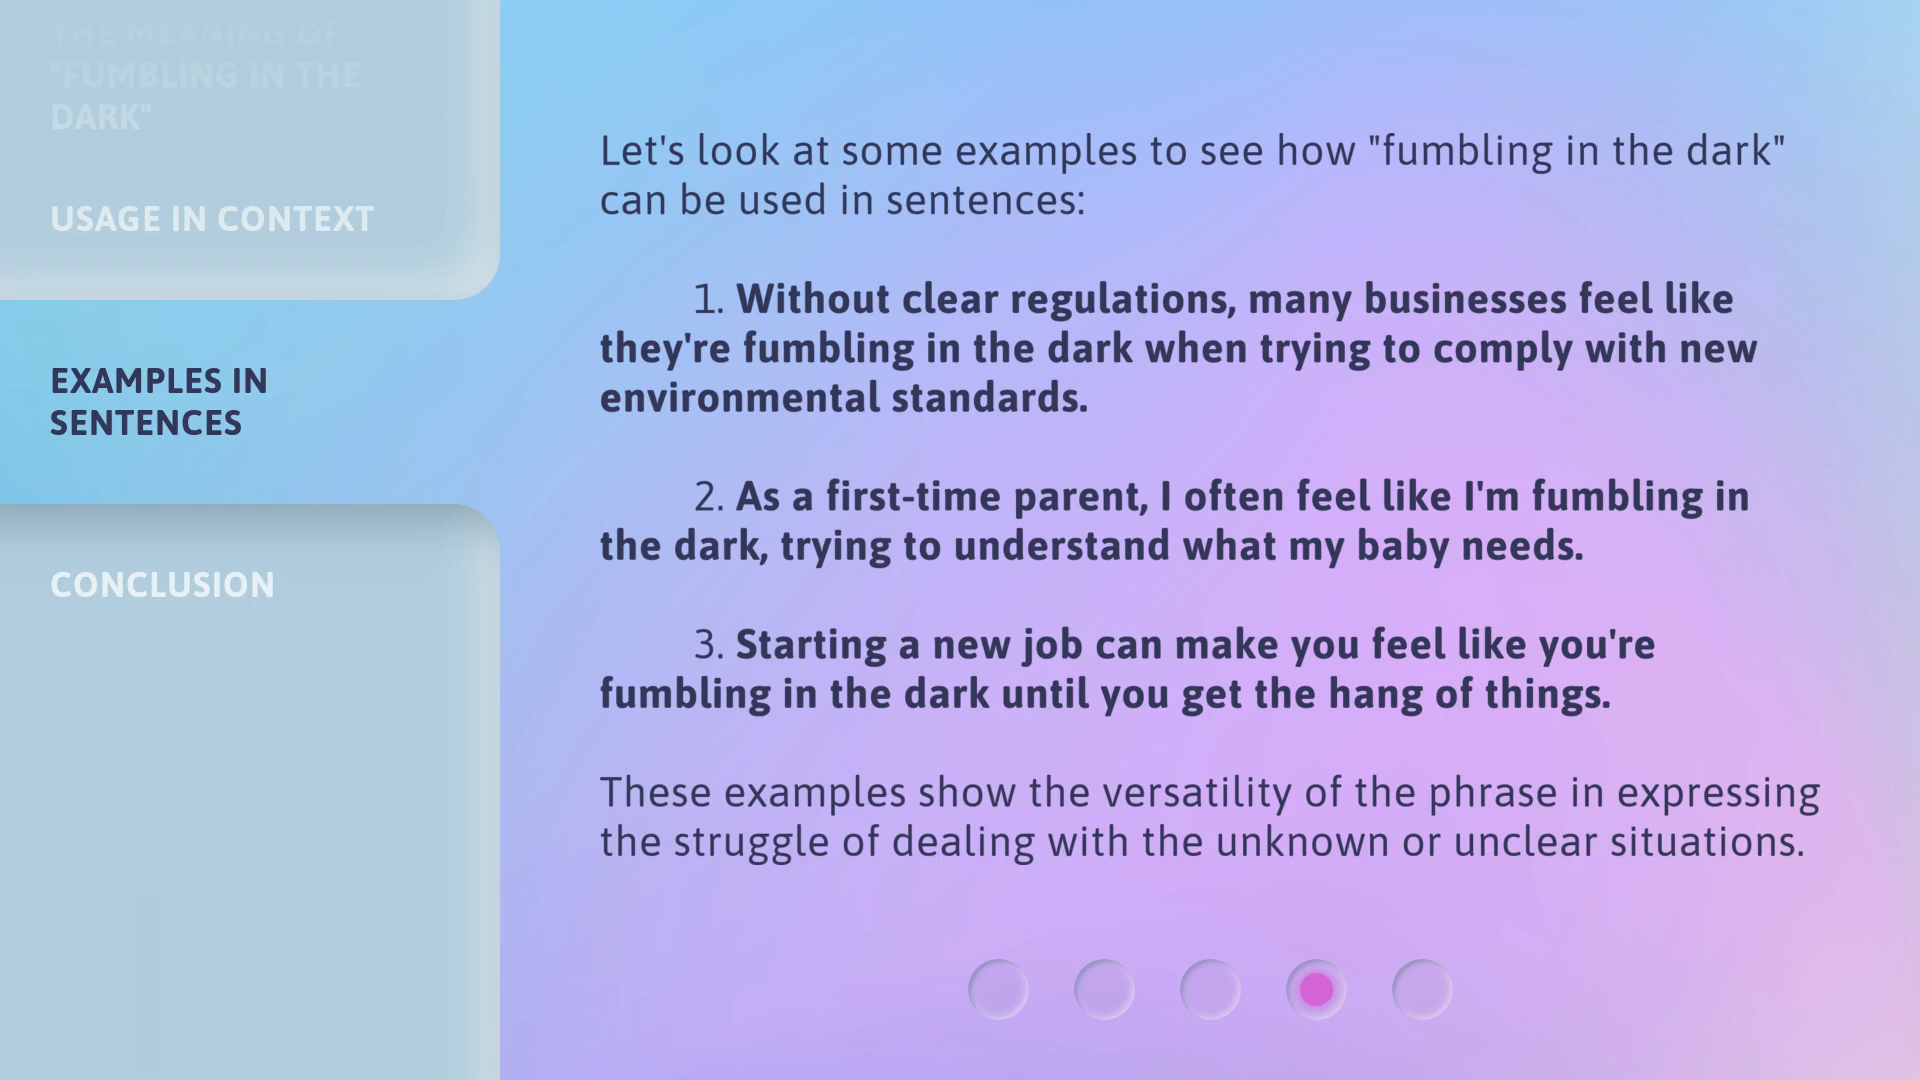 THE MEANING OF
"FUMBLING IN THE
DARK"
USAGE IN CONTEXT
EXAMPLES IN
SENTENCES
CONCLUSION
Let's look at some examples to see how "fumbling in the dark"
can be used in sentences:
1. Without clear regulations, many businesses feel like
they're fumbling in the dark when trying to comply with new
environmental standards.
2. As a first-time parent, I often feel like I'm fumbling in
the dark, trying to understand what my baby needs.
3. Starting a new job can make you feel like you're
fumbling in the dark until you get the hang of things.
These examples show the versatility of the phrase in expressing
the struggle of dealing with the unknown or unclear situations.